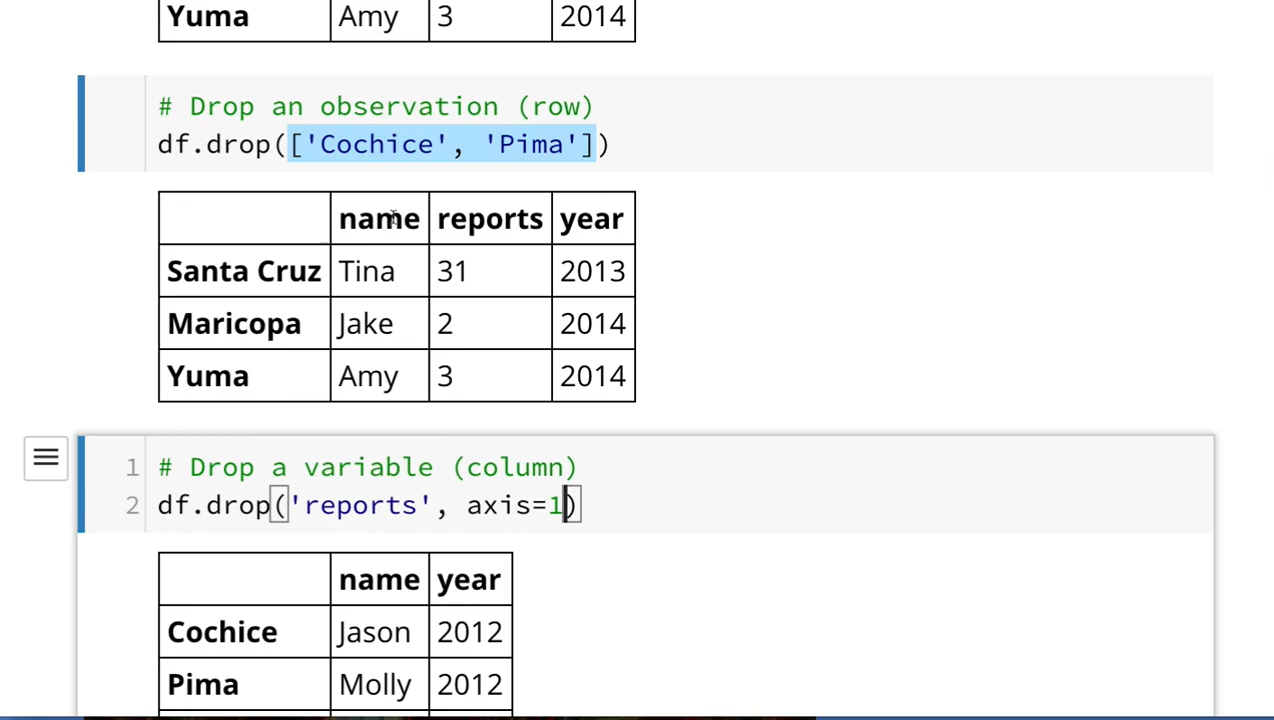 Yuma Amy 3 2014
# Drop an observation (row)
df.drop(['Cochice', 'Pima'])
name reports year
Santa Cruz Tina 31 2013
Maricopa Jake 2 2014
Yuma Amy 3 2014
1 # Drop a variable (column)
2 df.drop('reports', axis=1)
name year
Cochice Jason 2012
Pima Molly 2012